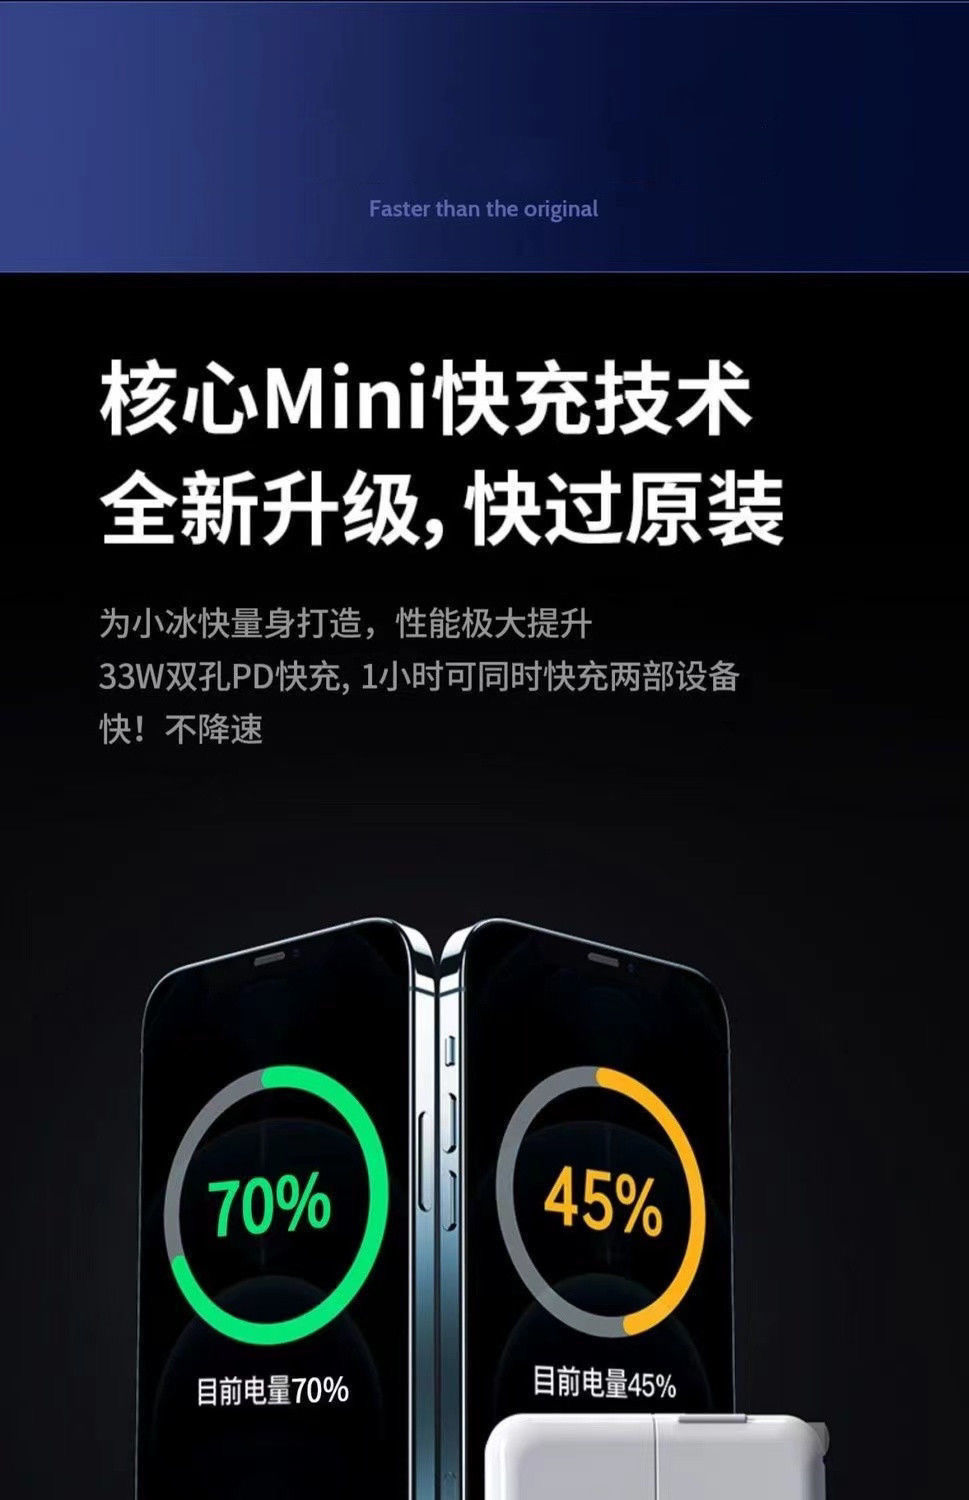 Faster than the original
核心Mini快充技术
全新升级, 快过原装
为小冰快量身打造，性能极大提升
33W双孔PD快充, 1小时可同时快充两部设备
快！不降速
70%
45%
目前电量70%
目前电量45%